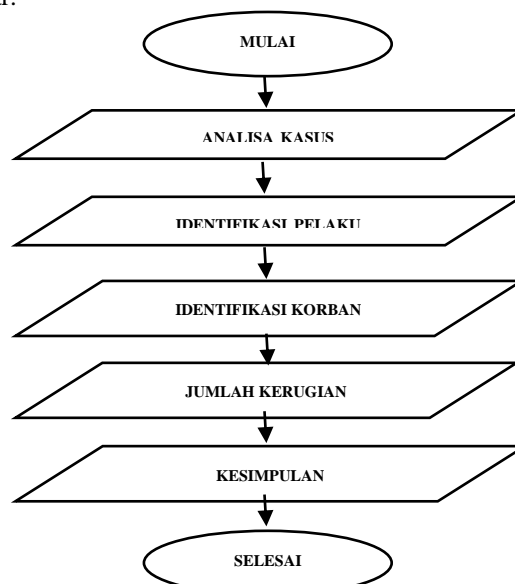 MULAI
ANALISA KASUS
IDENTIFIKASI PELAKU
IDENTIFIKASI KORBAN
JUMLAH KERUGIAN
KESIMPULAN
SELESAI